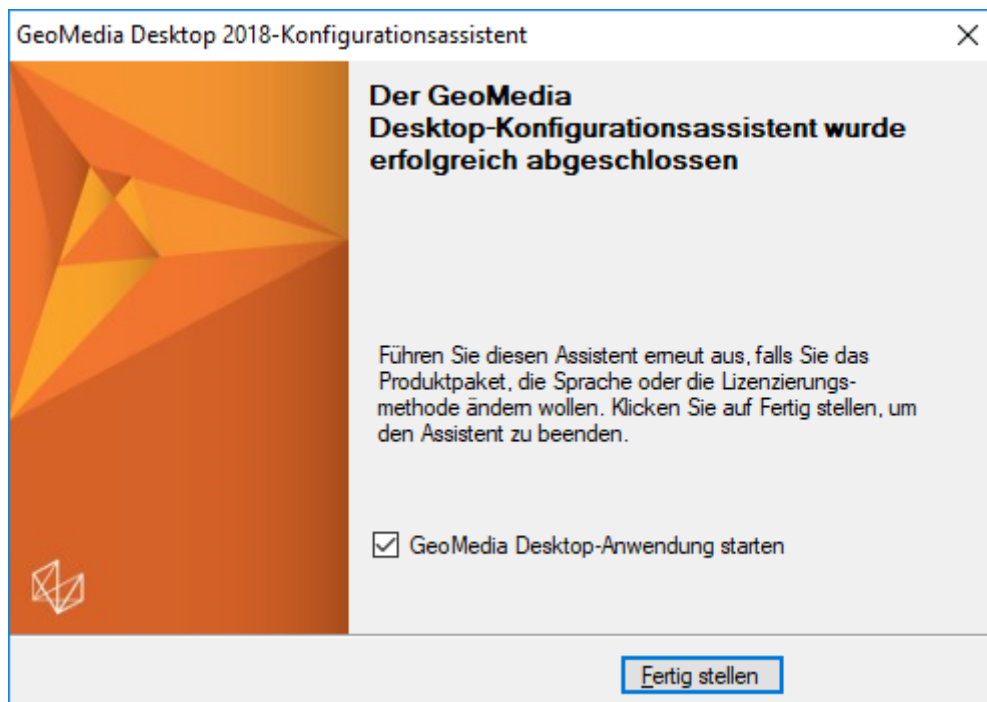 GeoMedia Desktop 2018-Konfigurationsassistent
Der GeoMedia
Desktop-Konfigurationsassistent wurde
erfolgreich abgeschlossen
Führen Sie diesen Assistent erneut aus, falls Sie das
Produktpaket, die Sprache oder die Lizenzierungs-
methode ändern wollen. Klicken Sie auf Fertig stellen, um
den Assistent zu beenden.
GeoMedia Desktop-Anwendung starten
Fertig stellen